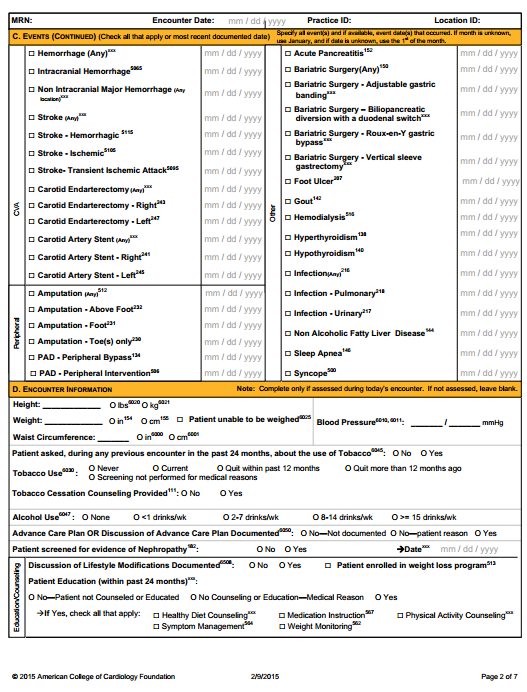 MRN: Encounter Date: mm / dd / yyyy Practice ID: Location ID:
C. EVENTS (CONTINUED) (Check all that apply or most recent documented date) Specify all event(s) and if available, event date(s) that occurred. If month is unknown, use January, and if date is unknown, use the 1st of the month.
CVA
□ Hemorrhage (Any)xxx mm / dd / yyyy
□ Intracranial Hemorrhage5065 mm / dd / yyyy
□ Non Intracranial Major Hemorrhage (Any location)xxx mm / dd / yyyy
□ Stroke (Any)xxx mm / dd / yyyy
□ Stroke - Hemorrhagic 5115 mm / dd / yyyy
□ Stroke - Ischemic5105 mm / dd / yyyy
□ Stroke- Transient Ischemic Attack5095 mm / dd / yyyy
□ Carotid Endarterectomy (Any)xxx mm / dd / yyyy
□ Carotid Endarterectomy - Right243 mm / dd / yyyy
□ Carotid Endarterectomy - Left247 mm / dd / yyyy
□ Carotid Artery Stent (Any)xxx mm / dd / yyyy
□ Carotid Artery Stent - Right241 mm / dd / yyyy
□ Carotid Artery Stent - Left245 mm / dd / yyyy
Peripheral
□ Amputation (Any)512 mm / dd / yyyy
□ Amputation - Above Foot232 mm / dd / yyyy
□ Amputation - Foot231 mm / dd / yyyy
□ Amputation - Toe(s) only230 mm / dd / yyyy
□ PAD - Peripheral Bypass134 mm / dd / yyyy
□ PAD - Peripheral Intervention506 mm / dd / yyyy
Other
□ Acute Pancreatitis152 mm / dd / yyyy
□ Bariatric Surgery(Any)150 mm / dd / yyyy
□ Bariatric Surgery - Adjustable gastric bandingxxx mm / dd / yyyy
□ Bariatric Surgery – Biliopancreatic diversion with a duodenal switchxxx mm / dd / yyyy
□ Bariatric Surgery - Roux-en-Y gastric bypassxxx mm / dd / yyyy
□ Bariatric Surgery - Vertical sleeve gastrectomyxxx mm / dd / yyyy
□ Foot Ulcer207 mm / dd / yyyy
□ Gout142 mm / dd / yyyy
□ Hemodialysis516 mm / dd / yyyy
□ Hyperthyroidism138 mm / dd / yyyy
□ Hypothyroidism140 mm / dd / yyyy
□ Infection(Any)216 mm / dd / yyyy
□ Infection - Pulmonary218 mm / dd / yyyy
□ Infection - Urinary217 mm / dd / yyyy
□ Non Alcoholic Fatty Liver Disease144 mm / dd / yyyy
□ Sleep Apnea146 mm / dd / yyyy
□ Syncope500 mm / dd / yyyy
D. ENCOUNTER INFORMATION Note: Complete only if assessed during today's encounter. If not assessed, leave blank.
Height: ____________ O lbs6020 O kg6021
Weight: ____________ O in154 O cm155 □ Patient unable to be weighed6025
Waist Circumference: ________ O in6000 O cm6001
Blood Pressure6010, 6011: _______ / _______ mmHg
Patient asked, during any previous encounter in the past 24 months, about the use of Tobacco6045: O No O Yes
Tobacco Use6030: O Never O Current O Quit within past 12 months O Quit more than 12 months ago
O Screening not performed for medical reasons
Tobacco Cessation Counseling Provided111: O No O Yes
Alcohol Use6047: O None O <1 drinks/wk O 2-7 drinks/wk O 8-14 drinks/wk O >= 15 drinks/wk
Advance Care Plan OR Discussion of Advance Care Plan Documented6050: O No—Not documented O No—patient reason O Yes
Patient screened for evidence of Nephropathy182: O No O Yes ➔Datexxx mm / dd / yyyy
Education/Counseling
Discussion of Lifestyle Modifications Documented6508: O No O Yes □ Patient enrolled in weight loss program513
Patient Education (within past 24 months)xxx:
O No—Patient not Counseled or Educated O No Counseling or Education—Medical Reason O Yes
➔If Yes, check all that apply: □ Healthy Diet Counselingxxx □ Medication Instruction567 □ Physical Activity Counselingxxx
□ Symptom Management564 □ Weight Monitoring562
© 2015 American College of Cardiology Foundation 2/9/2015 Page 2 of 7